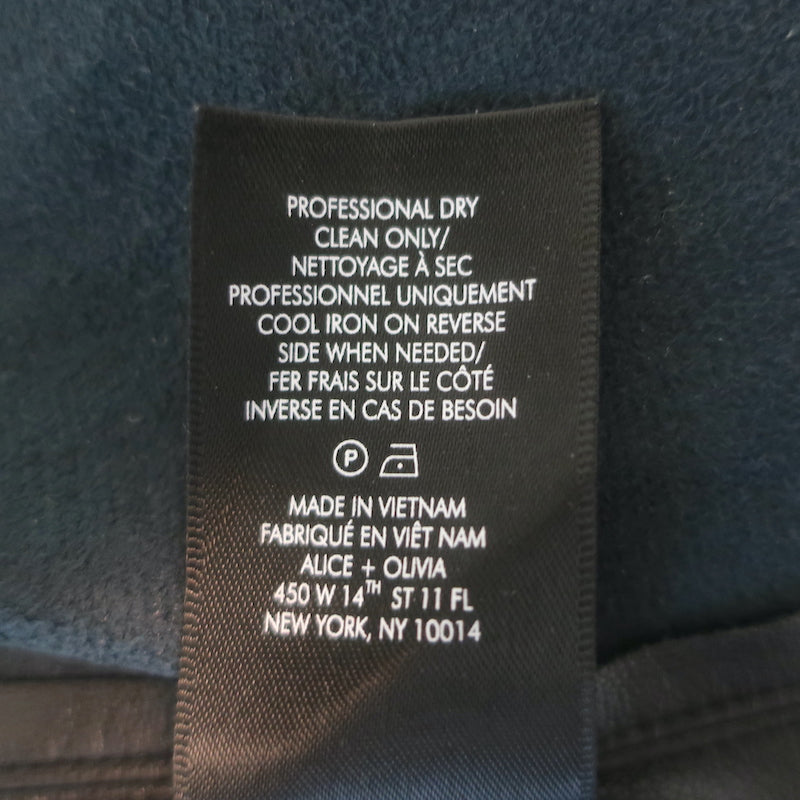 PROFESSIONAL DRY
CLEAN ONLY/
NETTOYAGE À SEC
PROFESSIONNEL UNIQUEMENT
COOL IRON ON REVERSE
SIDE WHEN NEEDED/
FER FRAIS SUR LE CÔTÉ
INVERSE EN CAS DE BESOIN
P
MADE IN VIETNAM
FABRIQUÉ EN VIÊT NAM
ALICE + OLIVIA
450 W 14TH ST 11 FL
NEW YORK, NY 10014